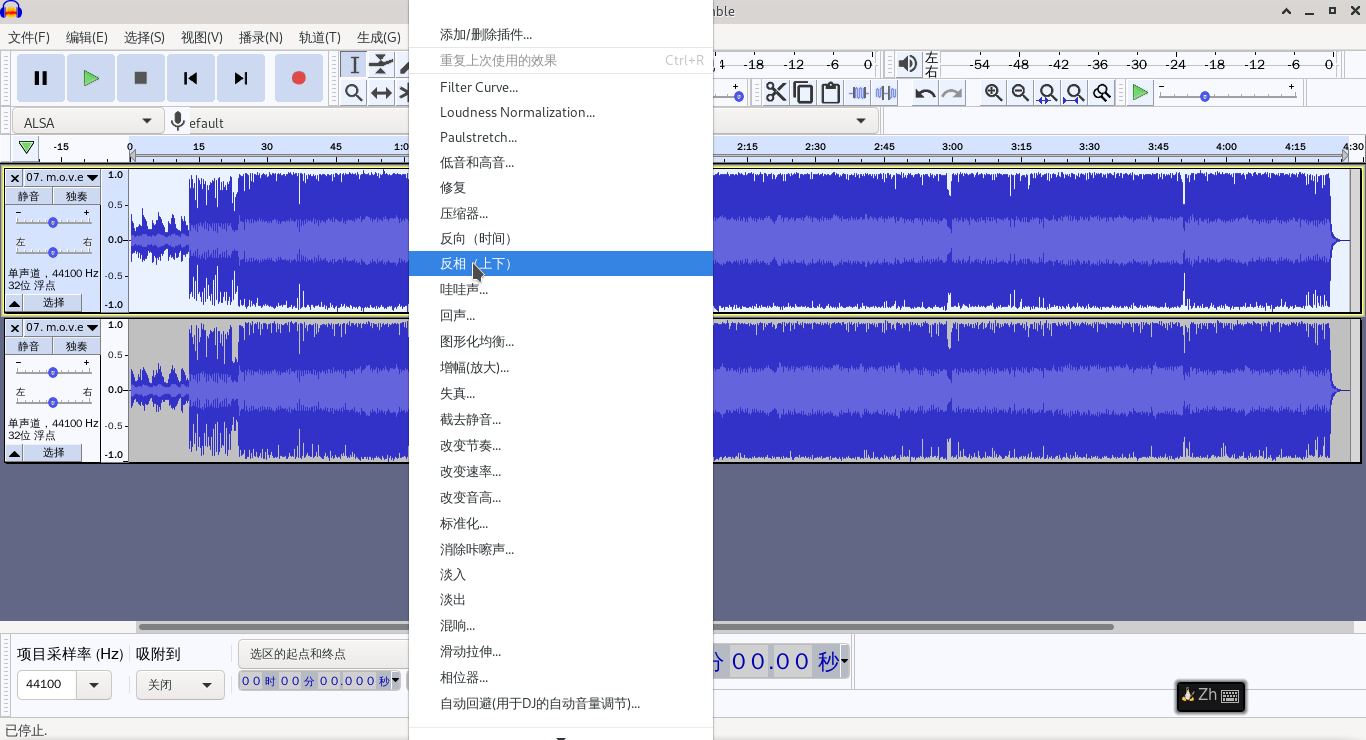 ble
文件(F) 编辑(E) 选择(S) 视图(V) 播录(N) 轨道(T) 生成(G)
添加/删除插件...
重复上次使用的效果 Ctrl+R
Filter Curve...
Loudness Normalization...
Paulstretch...
低音和高音...
修复
压缩器...
反向（时间）
反相（上下）
哇哇声...
回声...
图形化均衡...
增幅(放大)...
失真...
截去静音...
改变节奏...
改变速率...
改变音高...
标准化...
消除咔嚓声...
淡入
淡出
混响...
滑动拉伸...
相位器...
自动回避(用于DJ的自动音量调节)...
-18 -12 -6 0
左 右 -54 -48 -42 -36 -30 -24 -18 -12 -6 0
ALSA efault
-15 0 15 30 45 1:0 2:15 2:30 2:45 3:00 3:15 3:30 3:45 4:00 4:15 4:30
07. m.o.v.e
静音 独奏
- +
左 右
单声道，44100 Hz
32位 浮点
选择
1.0
0.5
0.0
-0.5
-1.0
07. m.o.v.e
静音 独奏
- +
左 右
单声道，44100 Hz
32位 浮点
选择
1.0
0.5
0.0
-0.5
-1.0
项目采样率 (Hz) 吸附到
选区的起点和终点
44100 关闭
00 时 00 分 00.000 秒
分 00.00 秒
Zh
已停止.